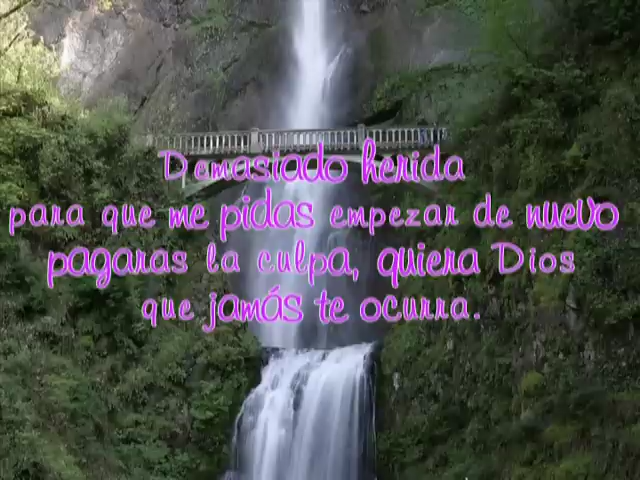 Demasiado herida
para que me pidas empezar de nuevo
pagaras la culpa, quiera Dios
que jamás te ocurra.